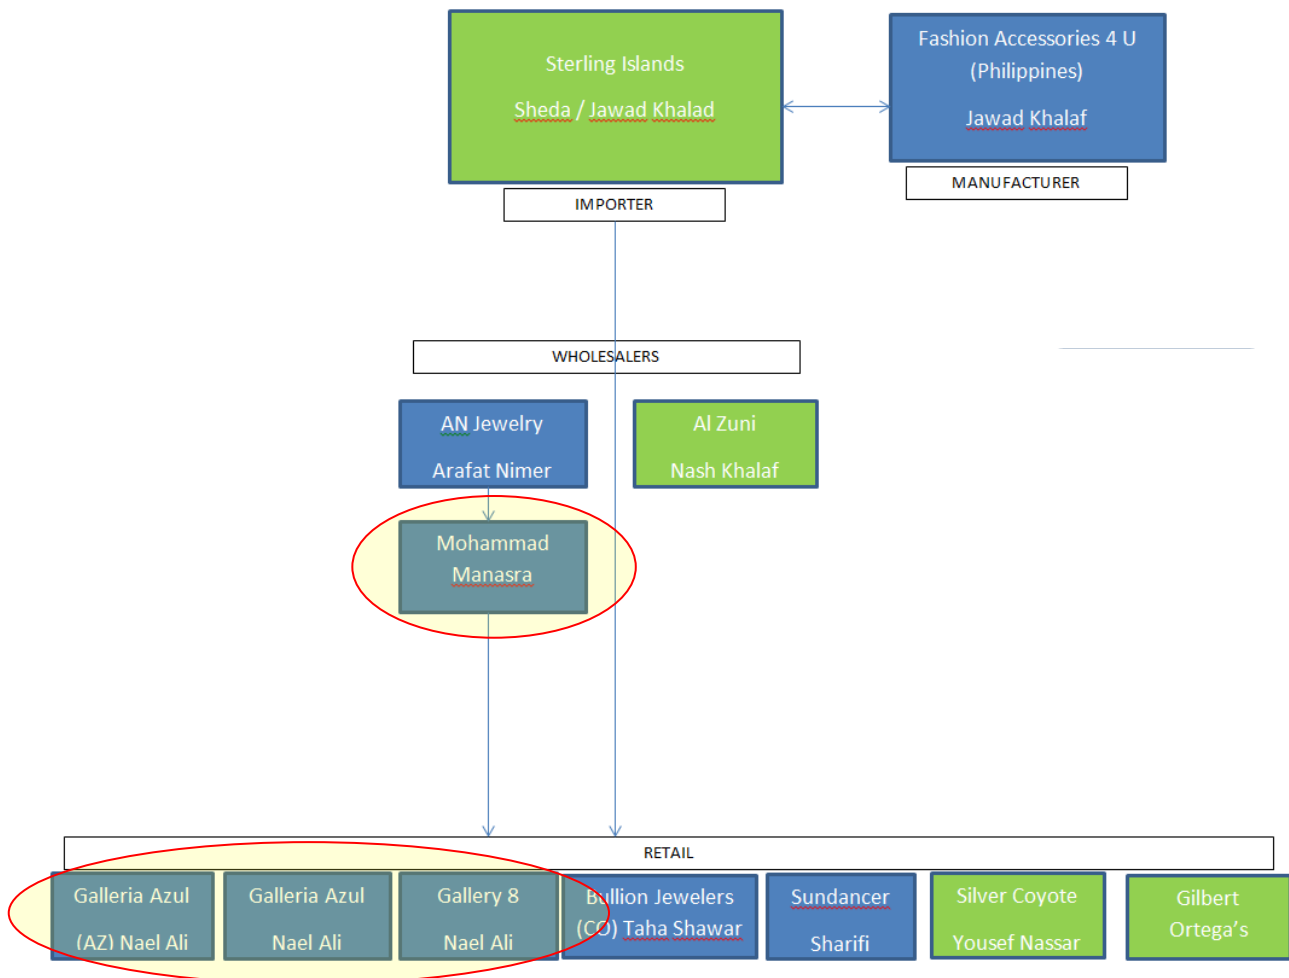 Sterling Islands
Sheda / Jawad Khalad
Fashion Accessories 4 U
(Philippines)
Jawad Khalaf
IMPORTER
MANUFACTURER
WHOLESALERS
AN Jewelry
Arafat Nimer
Al Zuni
Nash Khalaf
Mohammad
Manasra
RETAIL
Galleria Azul
(AZ) Nael Ali
Galleria Azul
Nael Ali
Gallery 8
Nael Ali
Bullion Jewelers
(CO) Taha Shawar
Sundancer
Sharifi
Silver Coyote
Yousef Nassar
Gilbert
Ortega's